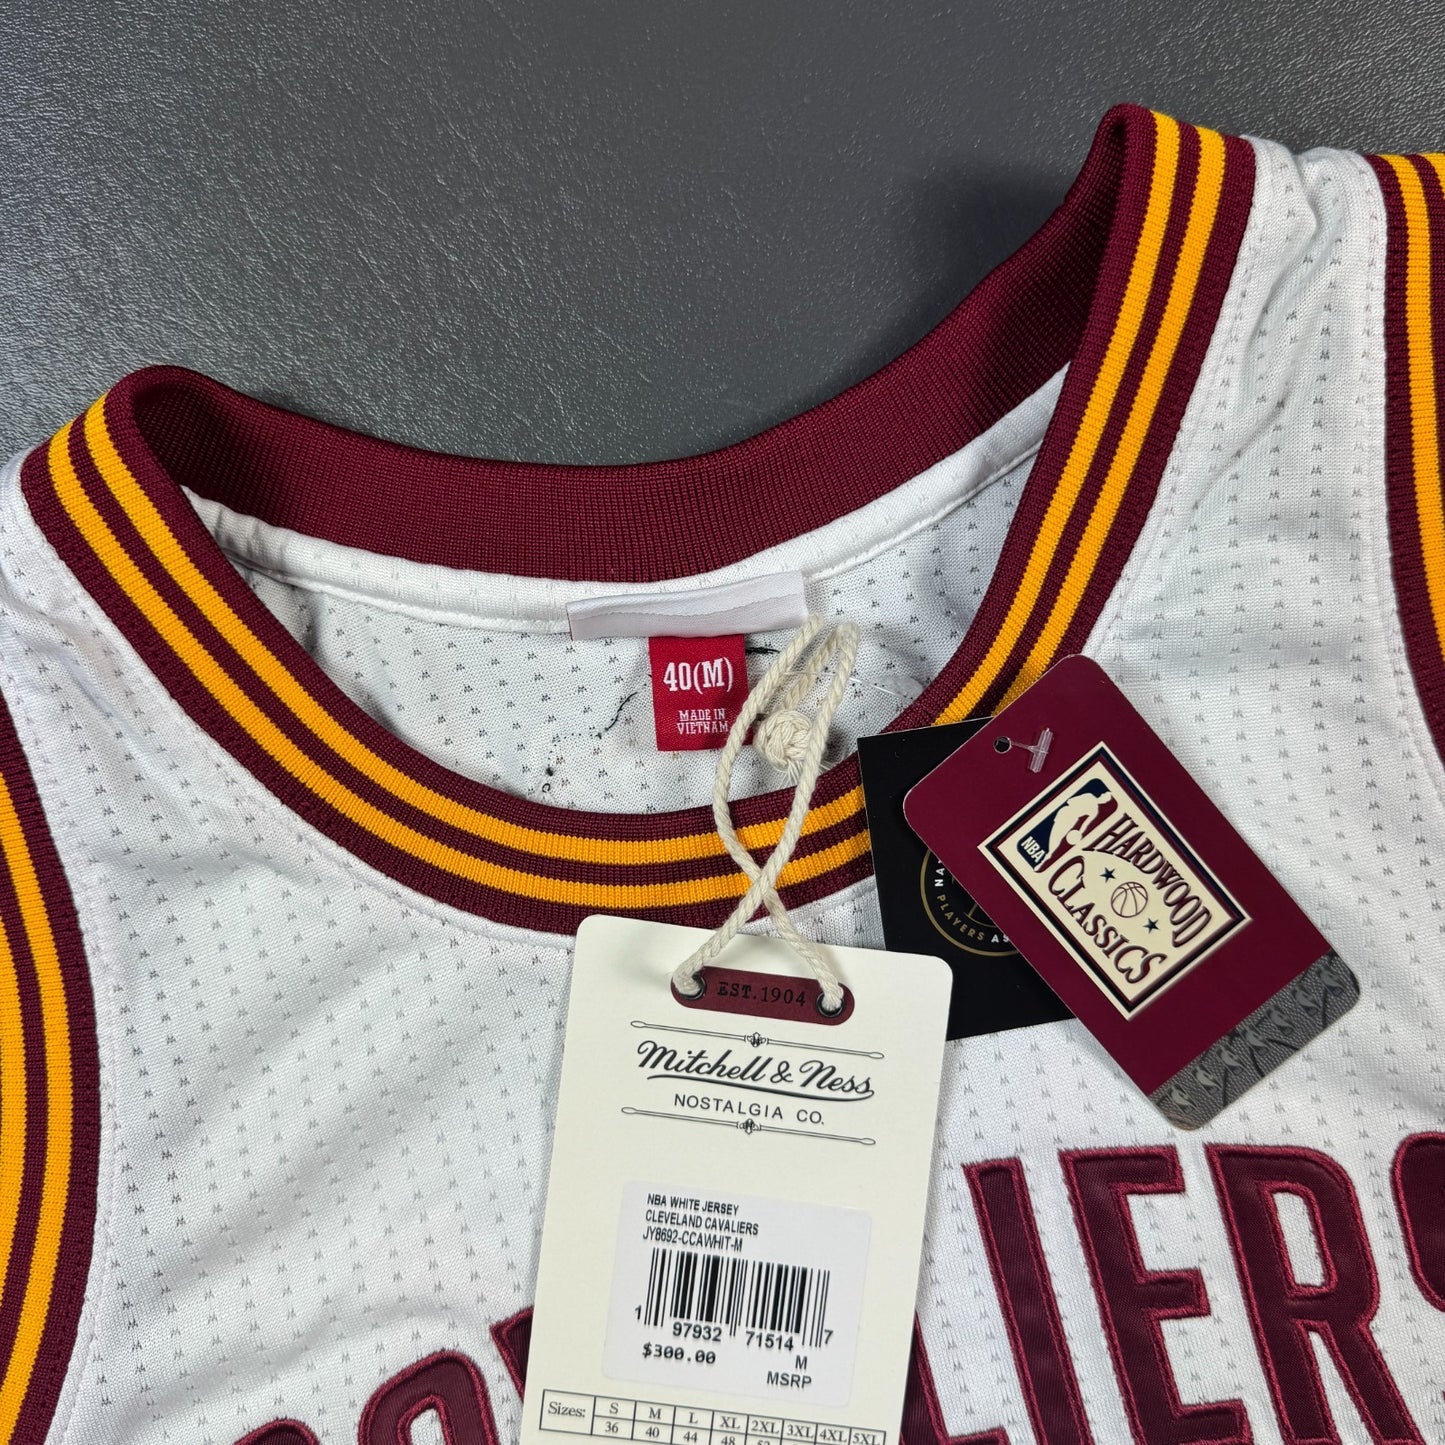 40(M)
MADE IN
VIETNAM
NBA
HARDWOOD
CLASSICS
PLAYERS AS
EST. 1904
Mitchell & Ness
NOSTALGIA CO.
NBA WHITE JERSEY
CLEVELAND CAVALIERS
JY8692-CCAWHIT-M
1 97932 71514 7
$300.00
M
MSRP
Sizes: S M L XL 2XL 3XL 4XL 5XL
36 40 44 48
LIERS